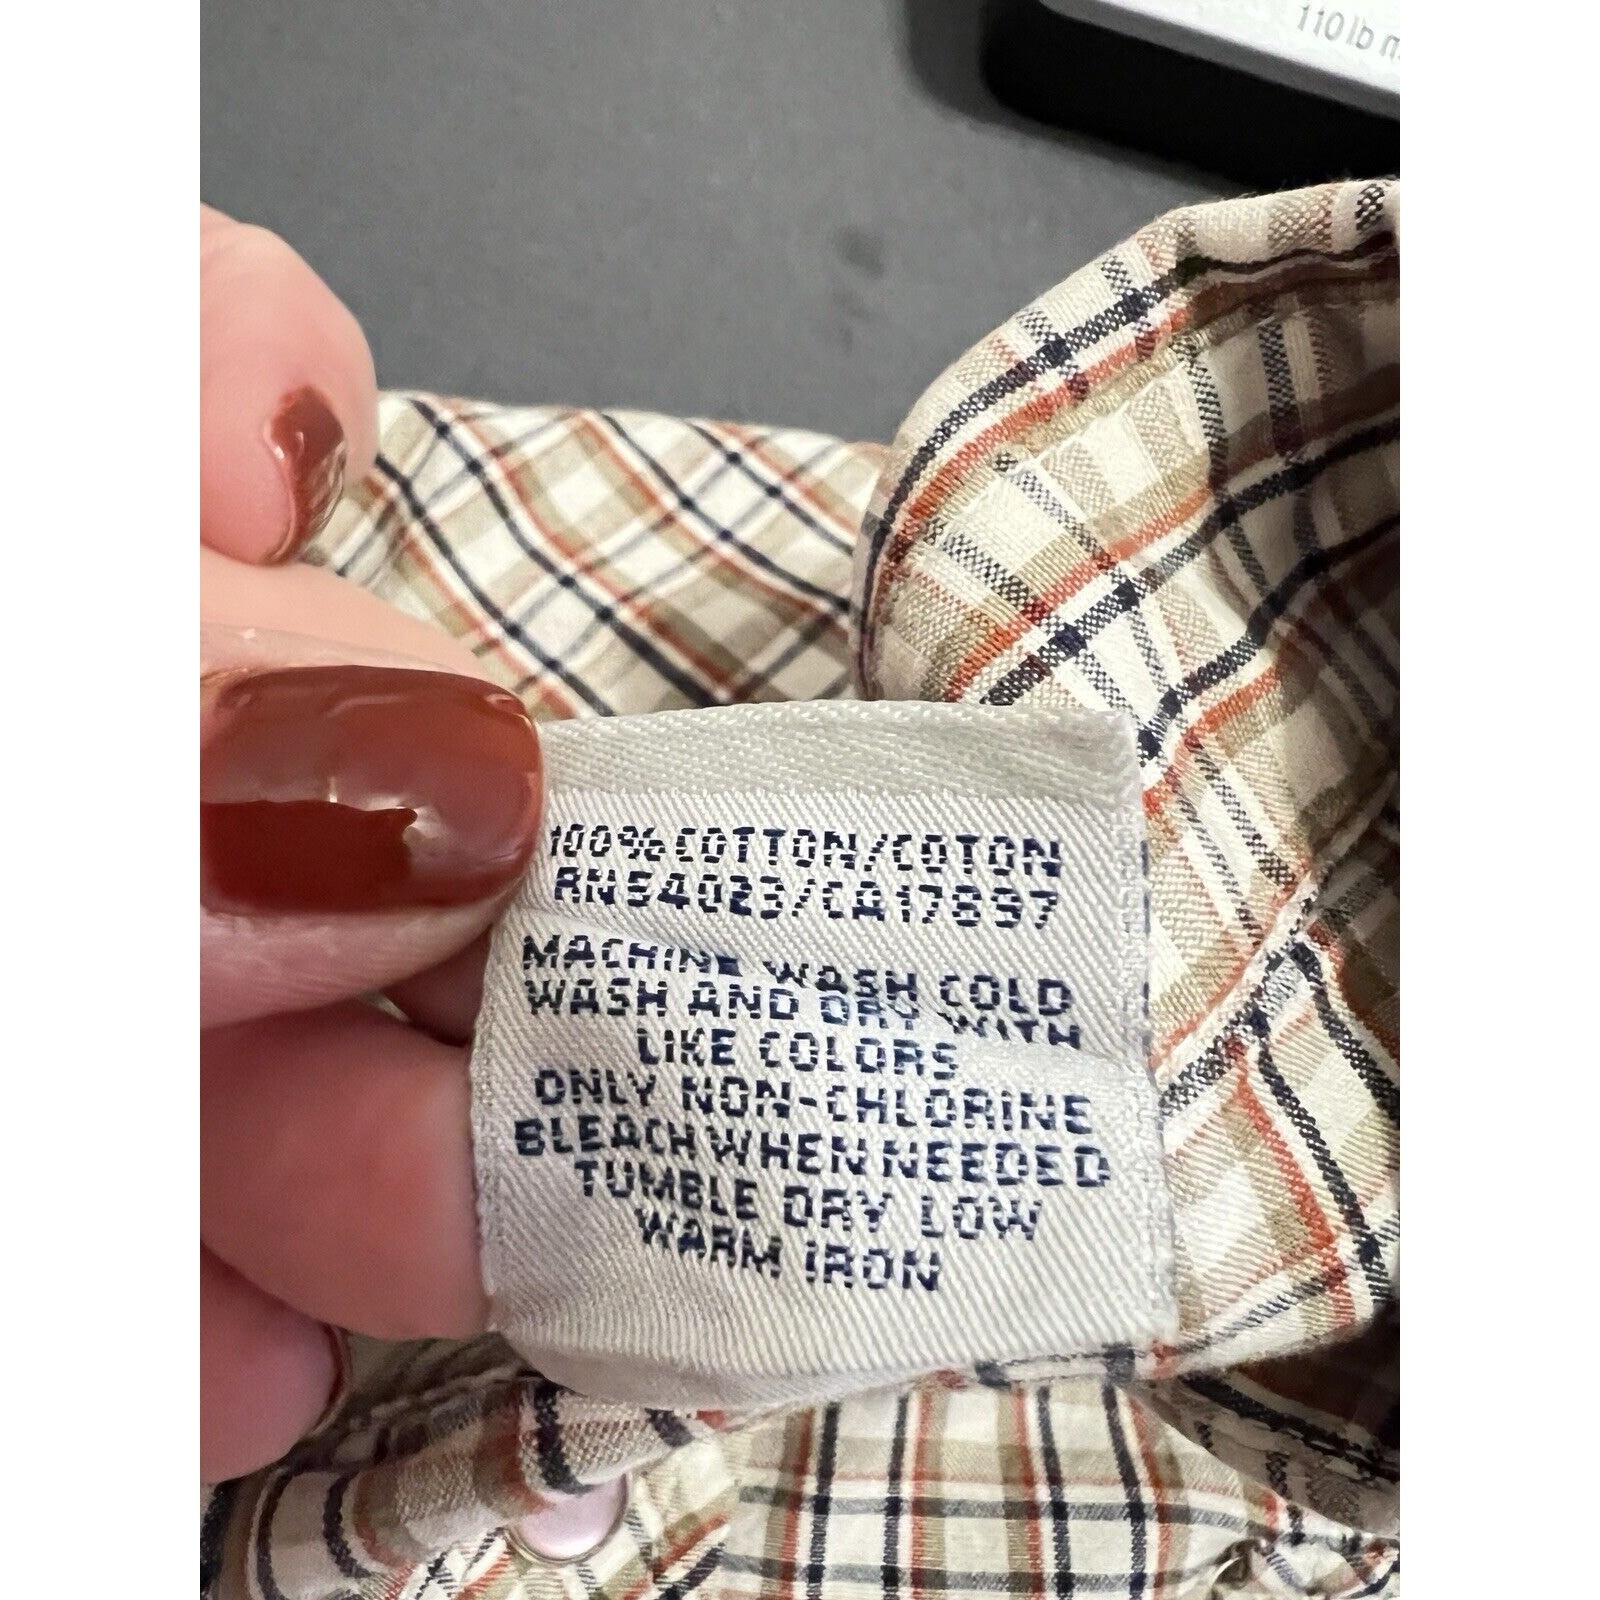 110 lb m
100% COTTON/COTON
RN54023/CA17897
MACHINE WASH COLD
WASH AND DRY WITH
LIKE COLORS
ONLY NON-CHLORINE
BLEACH WHEN NEEDED
TUMBLE DRY LOW
WARM IRON